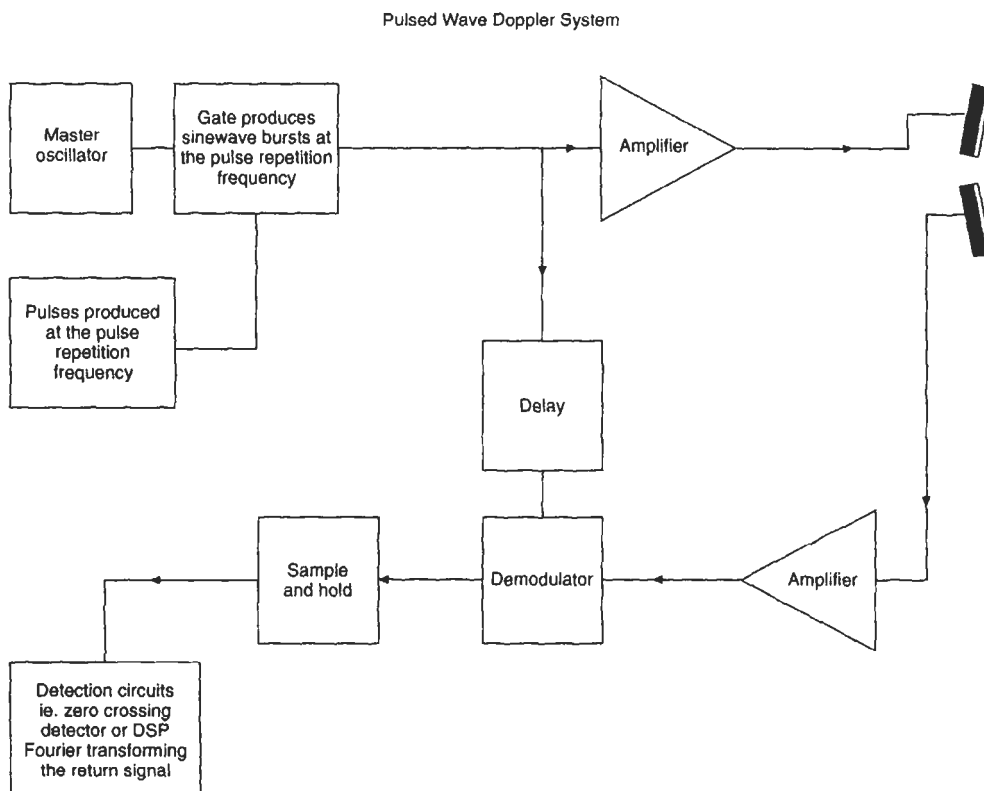 Pulsed Wave Doppler System
Master
oscillator
Gate produces
sinewave bursts at
the pulse repetition
frequency
Amplifier
Pulses produced
at the pulse
repetition
frequency
Delay
Sample
and hold
Demodulator
Amplifier
Detection circuits
ie. zero crossing
detector or DSP
Fourier transforming
the return signal